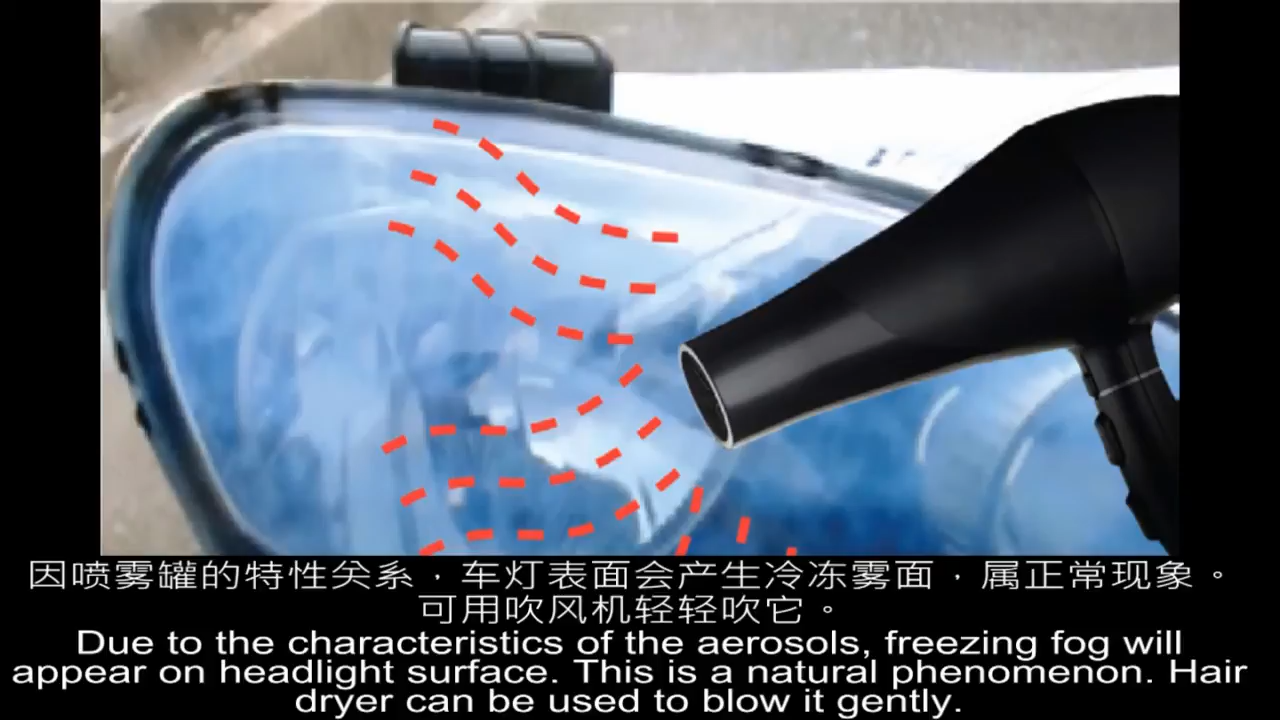 因喷雾罐的特性关系，车灯表面会产生冷冻雾面，属正常现象。
可用吹风机轻轻吹它。
Due to the characteristics of the aerosols, freezing fog will
appear on headlight surface. This is a natural phenomenon. Hair
dryer can be used to blow it gently.